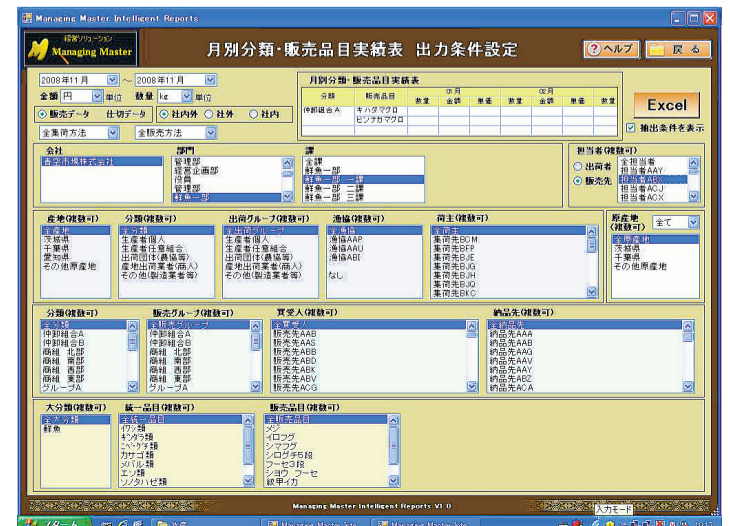 Managing Master Intelligent Reports
経営ソリューション
Managing Master
月別分類・販売品目実績表 出力条件設定
ヘルプ
戻る
2008年11月 ～ 2008年11月
金額 円 単位 数量 kg 単位
販売データ 仕切データ 社内外 社外 社内
全集荷方法 全販売方法
月別分類・販売品目実績表
分類 販売品目 01月 02月
数量 金額 単価 数量 金額 単価 数量
仲卸組合A キハダマグロ
ビンナガマグロ
Excel
抽出条件を表示
会社
青空市場株式会社
部門
管理部
経営企画部
役員
管理部
鮮魚一部
課
全課
鮮魚一部
鮮魚一部 一課
鮮魚一部 二課
鮮魚一部 三課
担当者(複数可)
出荷者
販売先
全担当者
担当者AAY
担当者ABX
担当者ACJ
担当者ACX
産地(複数可)
全産地
茨城県
千葉県
愛知県
その他原産地
分類(複数可)
全分類
生産者個人
生産者任意組合
出荷団体(農協等)
産地出荷業者(商人)
その他(製造業者等)
出荷グループ(複数可)
全出荷グループ
生産者個人
生産者任意組合
出荷団体(農協等)
産地出荷業者(商人)
その他(製造業者等)
漁協(複数可)
全漁協
漁協AAP
漁協AAU
漁協ABI
なし
荷主(複数可)
全荷主
集荷先BCM
集荷先BFP
集荷先BJE
集荷先BJG
集荷先BJH
集荷先BJQ
集荷先BKC
原産地
(複数可)
全て
全原産地
茨城県
千葉県
その他原産地
分類(複数可)
全分類
仲卸組合A
仲卸組合B
商組 北部
商組 南部
商組 西部
商組 東部
グループA
販売グループ(複数可)
全販売グループ
仲卸組合A
仲卸組合B
商組 北部
商組 南部
商組 西部
商組 東部
グループA
買受人(複数可)
全買受人
販売先AAB
販売先AAS
販売先ABB
販売先ABD
販売先ABK
販売先ABV
販売先ACG
納品先(複数可)
全納品先
納品先AAA
納品先AAB
納品先AAG
納品先AAV
納品先AAY
納品先ABZ
納品先ACA
大分類(複数可)
全大分類
鮮魚
統一品目(複数可)
全統一品目
イワシ類
キンダラ類
ニベ・グチ類
カサゴ類
メバル類
エソ類
ソノタハゼ類
販売品目(複数可)
全販売品目
メジ
イロフグ
シマフグ
シログチ5段
フーセ3段
ショウ フーセ
紋甲イカ
Managing Master Intelligent Reports V1.0
入力モード
スタート